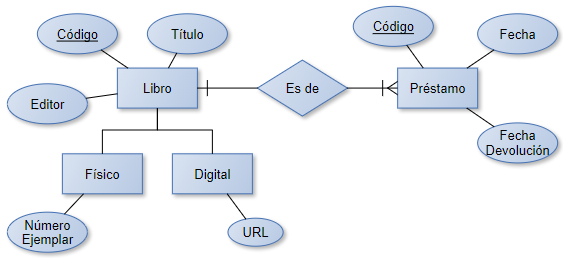 Código
Título
Código
Fecha
Editor
Libro
Es de
Préstamo
Fecha
Devolución
Físico
Digital
Número
Ejemplar
URL